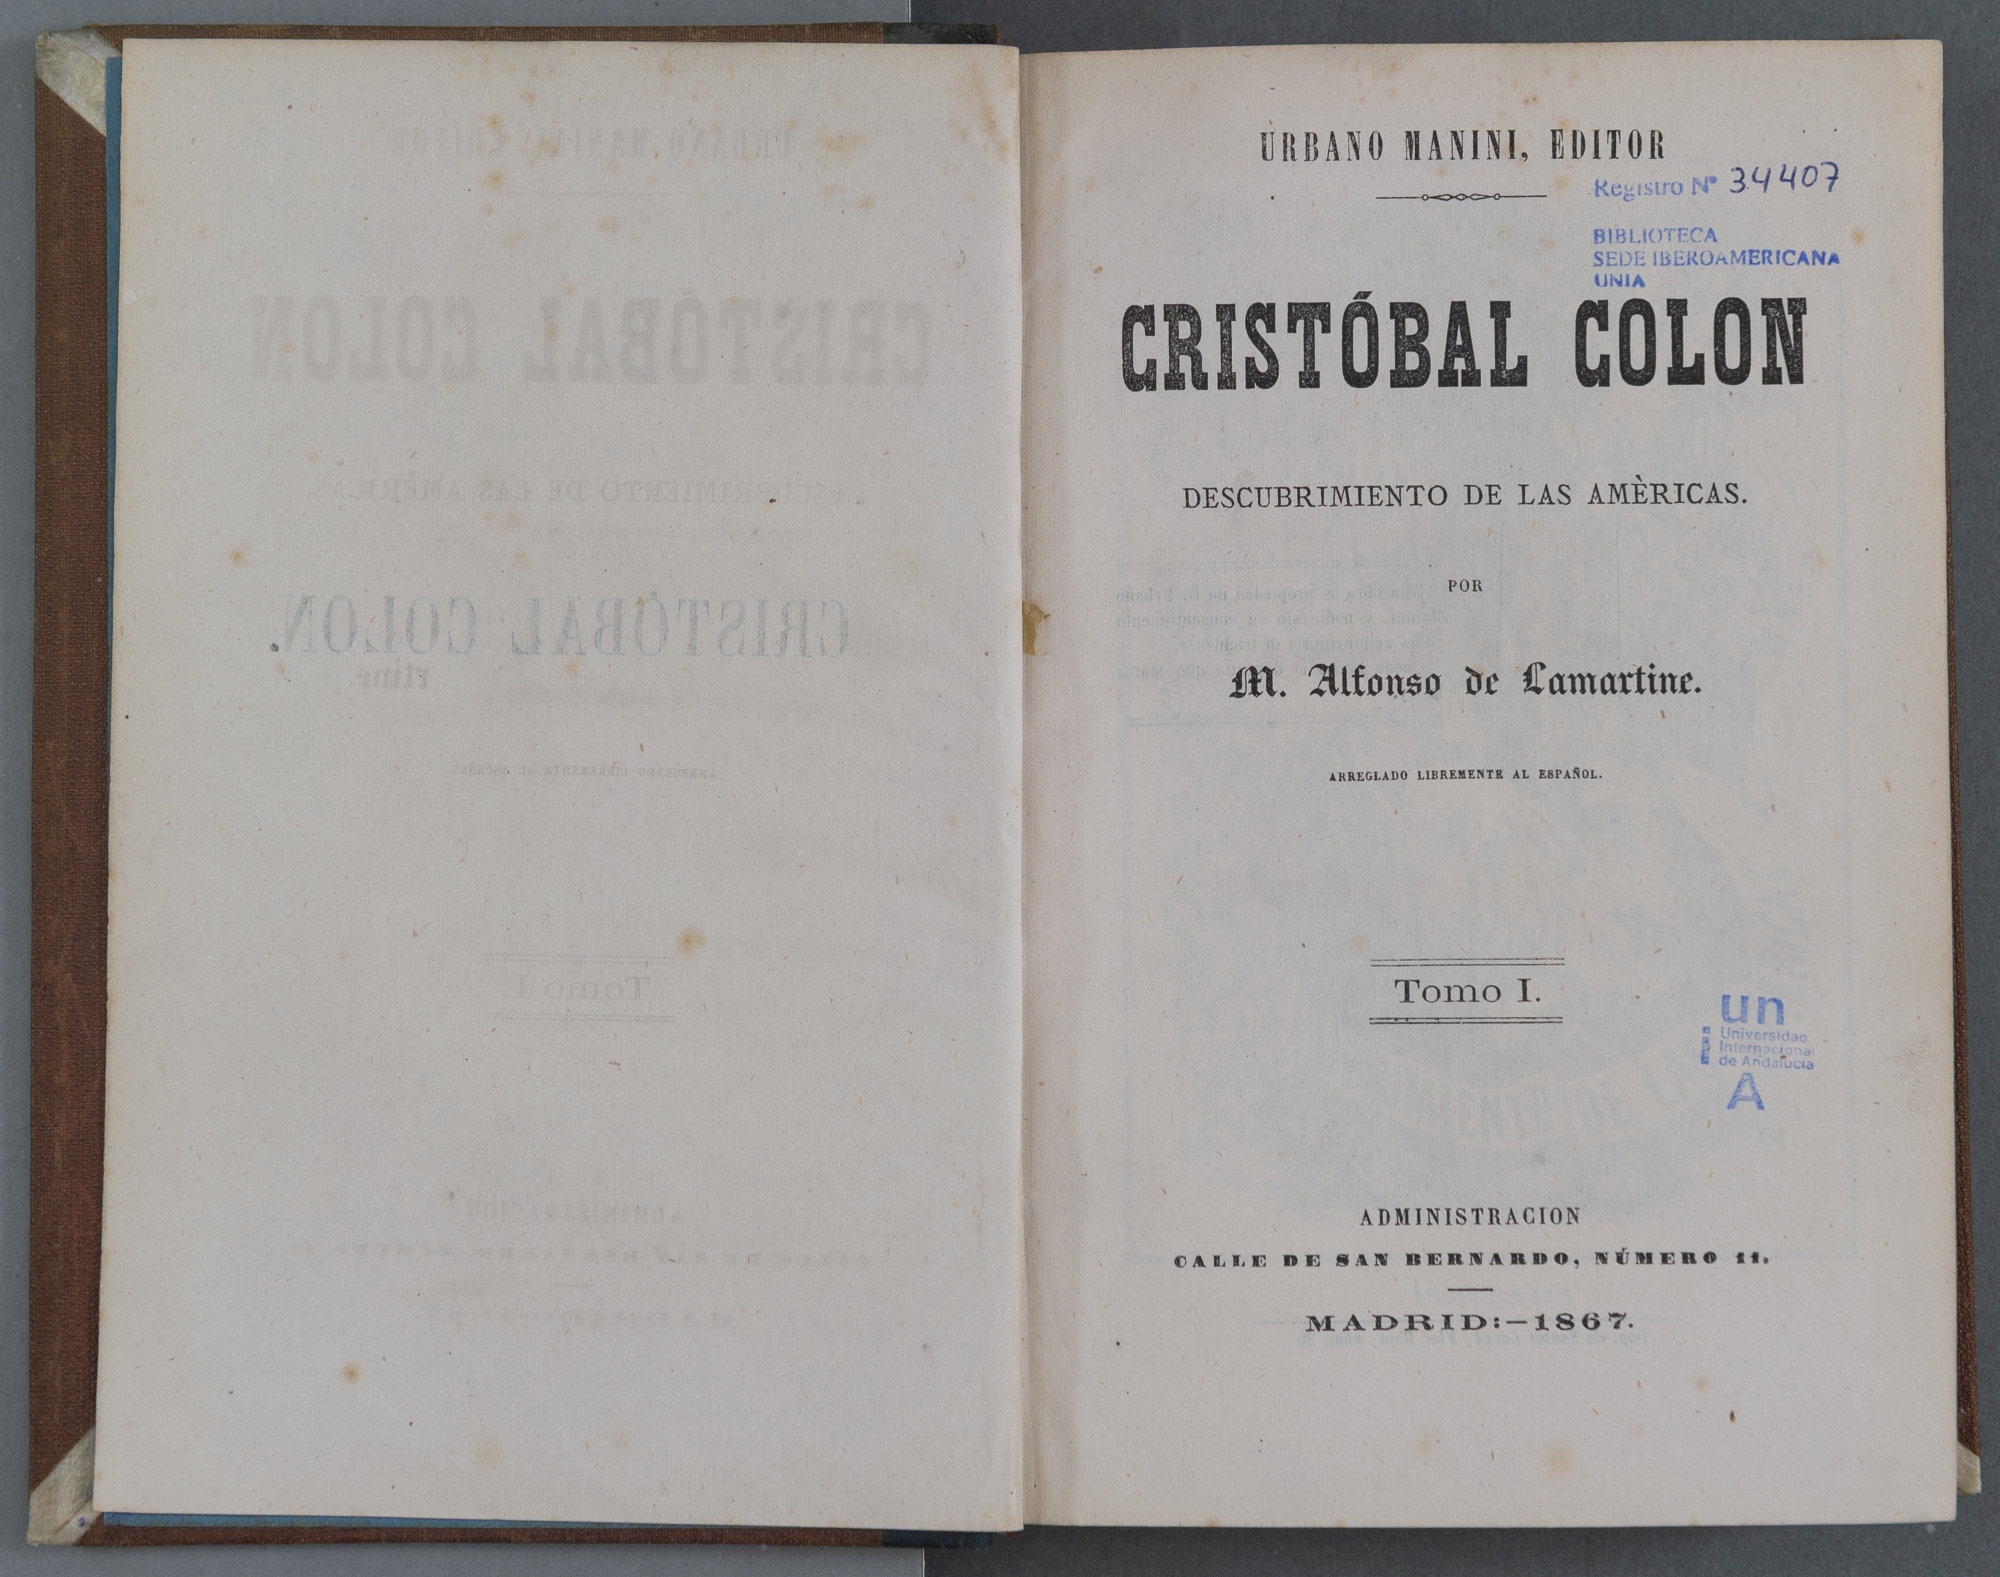 URBANO MANINI, EDITOR
Registro Nº 34407
BIBLIOTECA
SEDE IBEROAMERICANA
UNIA
CRISTÓBAL COLON
DESCUBRIMIENTO DE LAS AMÈRICAS.
POR
M. Alfonso de Lamartine.
ARREGLADO LIBREMENTE AL ESPAÑOL.
Tomo I.
un
i
Universidad
Internacional
de Andalucía
A
ADMINISTRACION
CALLE DE SAN BERNARDO, NÚMERO 11.
MADRID:—1867.